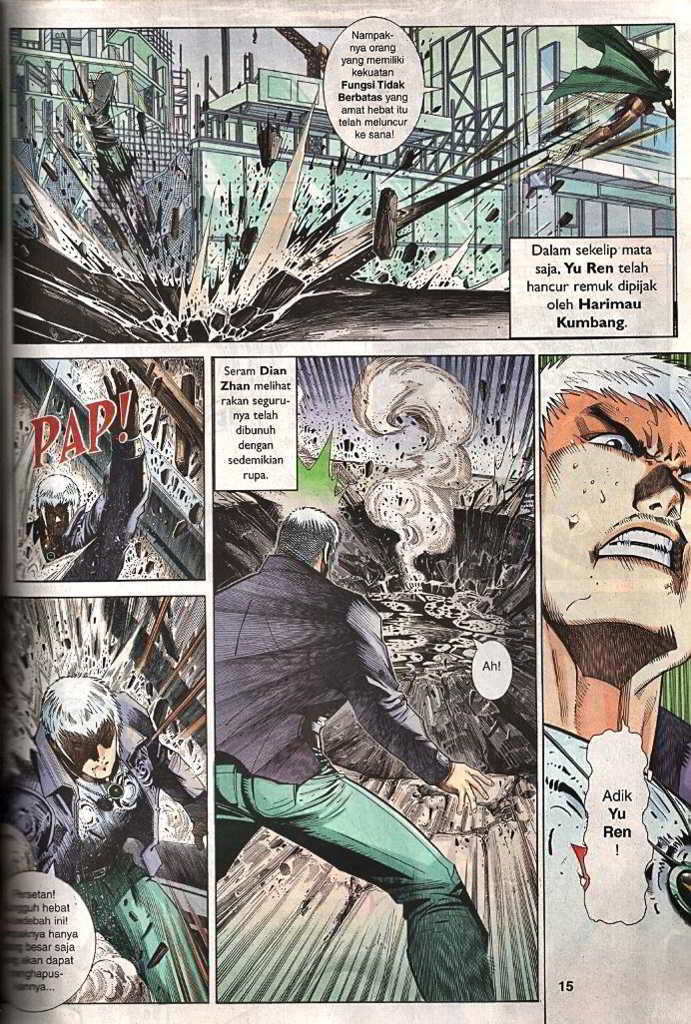 Nampak-
nya orang
yang memiliki
kekuatan
Fungsi Tidak
Berbatas yang
amat hebat itu
telah meluncur
ke sana!
Dalam sekelip mata
saja, Yu Ren telah
hancur remuk dipijak
oleh Harimau
Kumbang.
PAP!
Seram Dian
Zhan melihat
rakan seguru-
nya telah
dibunuh
dengan
sedemikian
rupa.
Ah!
Adik
Yu
Ren
!
hebat
ini!
hanya
besar saja
akan dapat
15